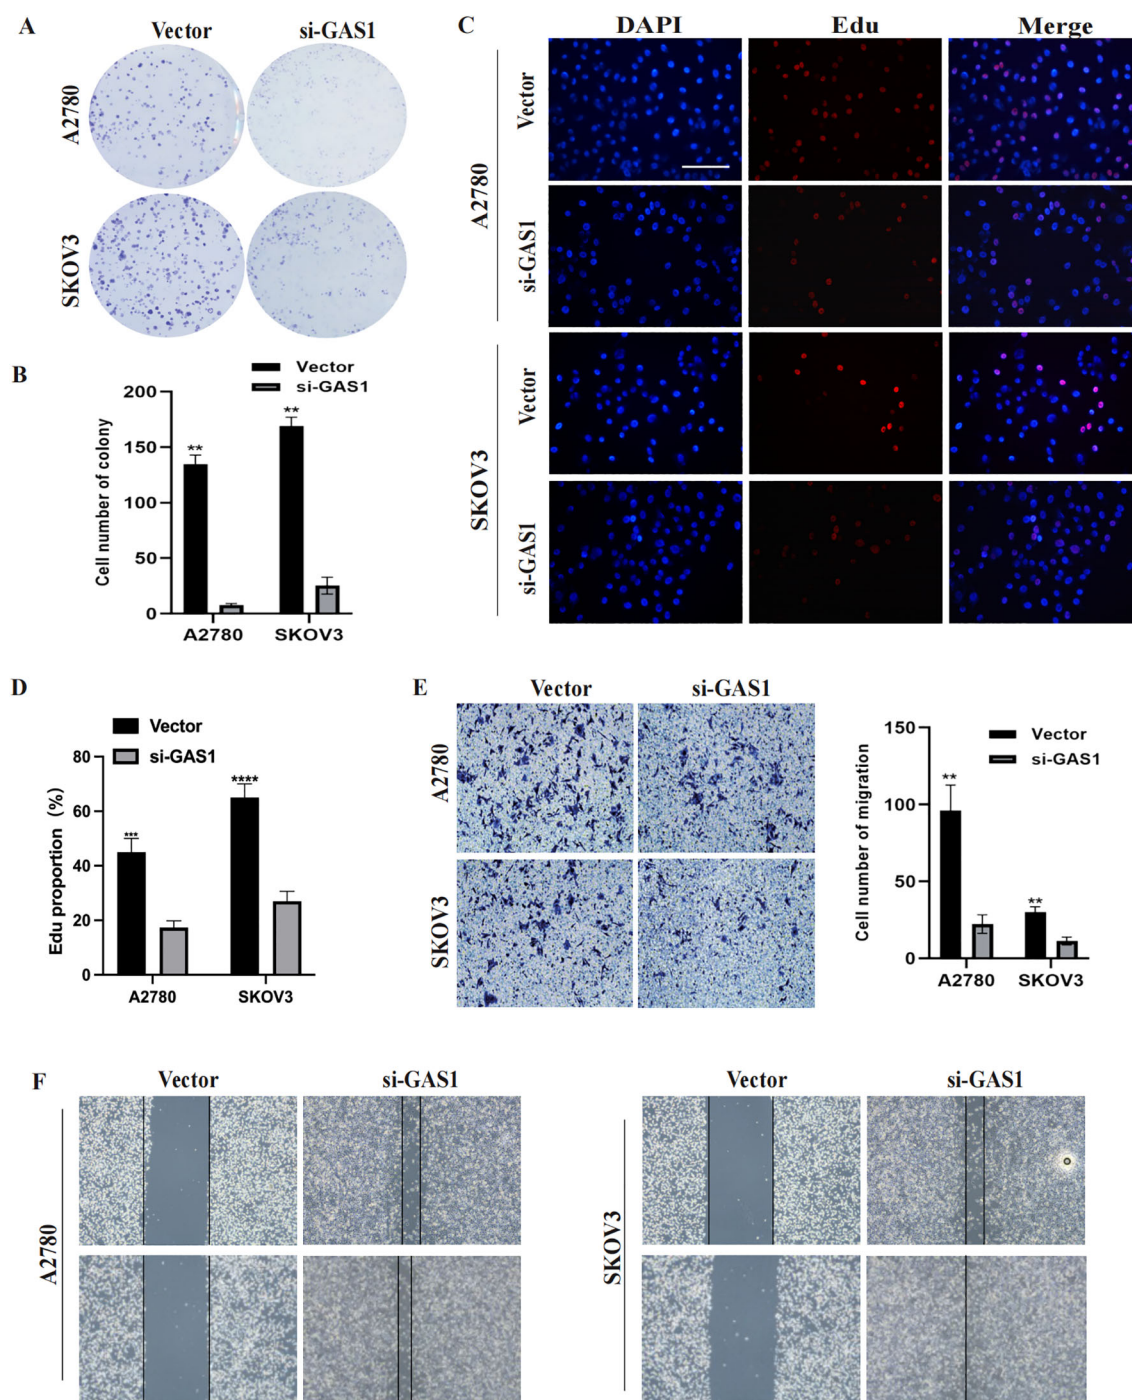 A
Vector si-GAS1
A2780
SKOV3
B
Vector
si-GAS1
Cell number of colony
200
150
100
50
0
**
**
A2780 SKOV3
C
DAPI Edu Merge
A2780
Vector
si-GAS1
SKOV3
Vector
si-GAS1
D
Vector
si-GAS1
Edu proportion (%)
80
60
40
20
0
***
****
A2780 SKOV3
E
Vector si-GAS1
A2780
SKOV3
Cell number of migration
150
100
50
0
Vector
si-GAS1
**
**
A2780 SKOV3
F
Vector si-GAS1
A2780
Vector si-GAS1
SKOV3